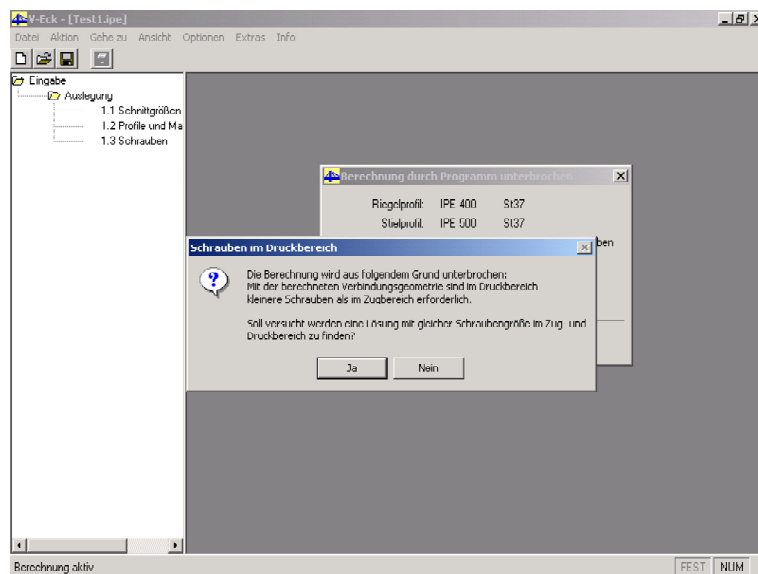 V-Eck - [Test1.ipe]
Datei Aktion Gehe zu Ansicht Optionen Extras Info
Eingabe
Auslegung
1.1 Schnittgrößen
1.2 Profile und Ma
1.3 Schrauben
Berechnung durch Programm unterbrochen
Riegelprofil: IPE 400 St37
Stielprofil: IPE 500 St37
ben
Schrauben im Druckbereich
Die Berechnung wird aus folgendem Grund unterbrochen:
Mit der berechneten Verbindungsgeometrie sind im Druckbereich
kleinere Schrauben als im Zugbereich erforderlich.
Soll versucht werden eine Lösung mit gleicher Schraubengröße im Zug- und
Druckbereich zu finden?
Ja Nein
Berechnung aktiv FEST NUM